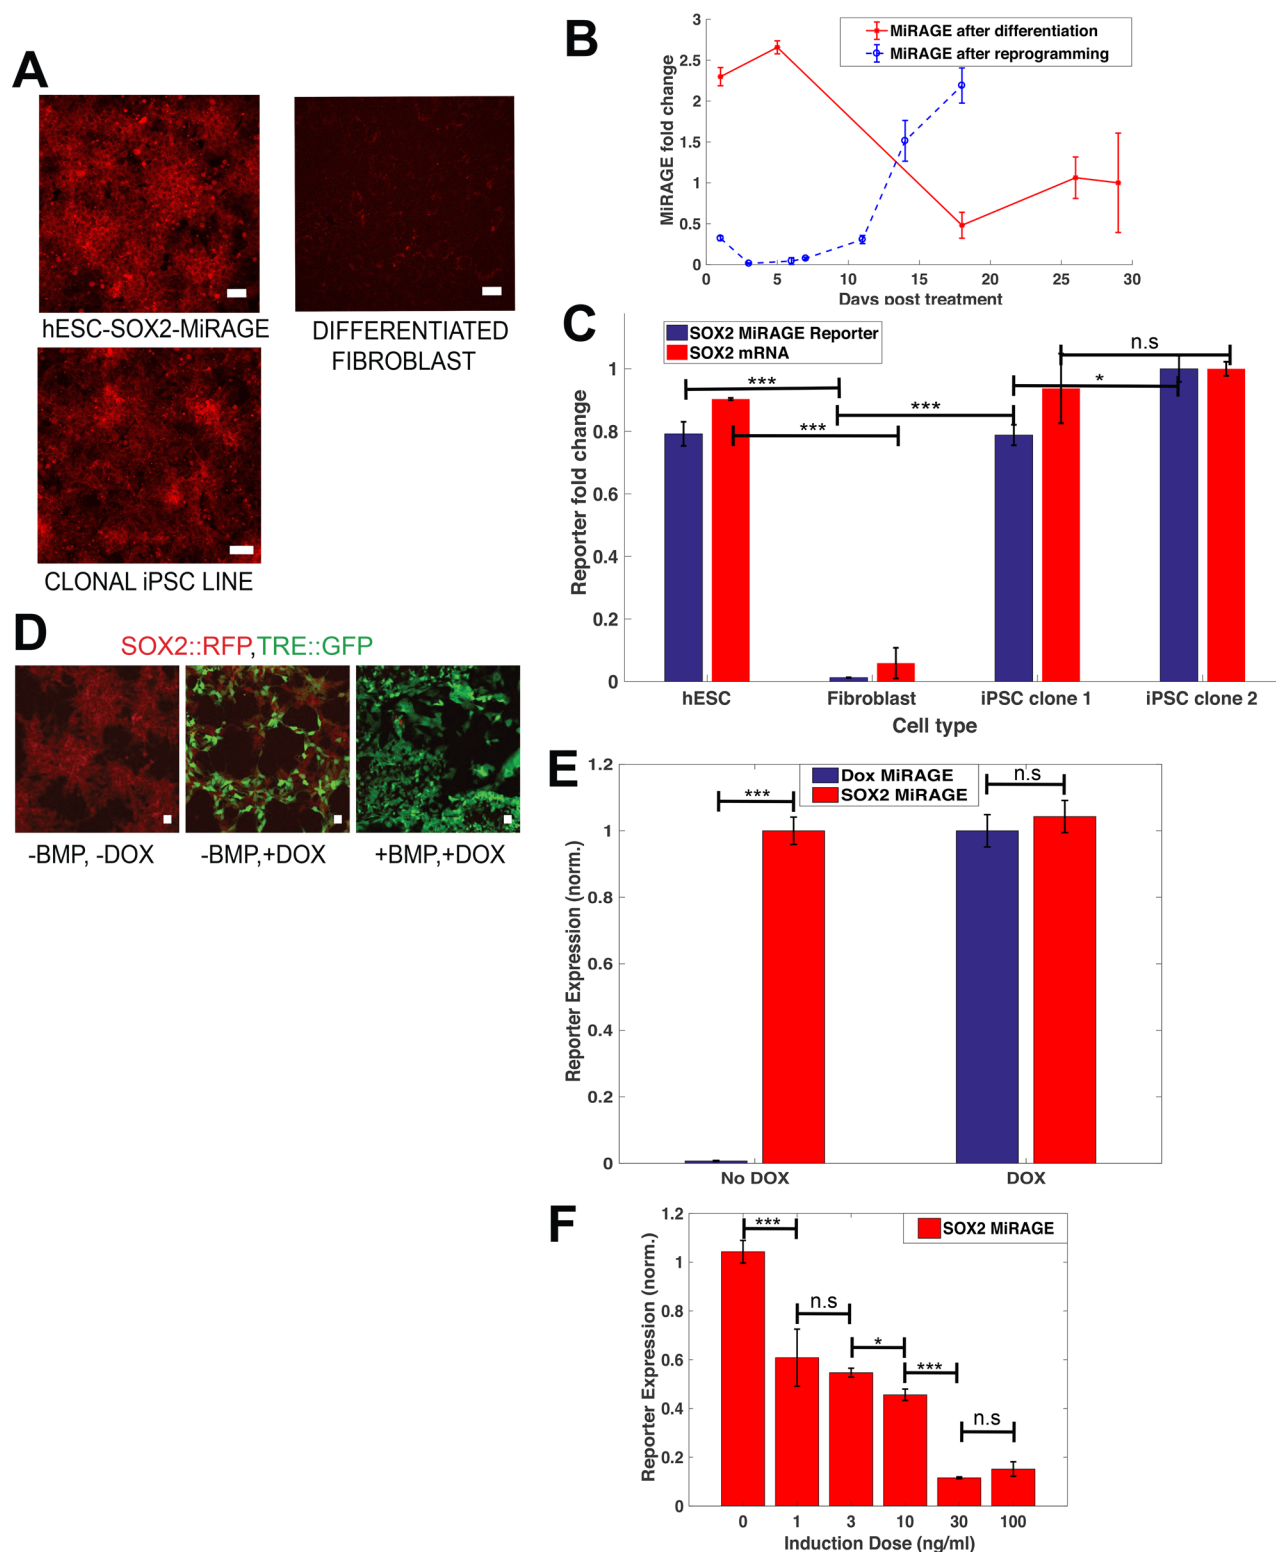 A
hESC-SOX2-MiRAGE
DIFFERENTIATED
FIBROBLAST
CLONAL iPSC LINE
B
MiRAGE after differentiation
MiRAGE after reprogramming
MiRAGE fold change
3
2.5
2
1.5
1
0.5
0
0 5 10 15 20 25 30
Days post treatment
C
SOX2 MiRAGE Reporter
SOX2 mRNA
n.s
***
*
***
***
Reporter fold change
1
0.8
0.6
0.4
0.2
0
hESC Fibroblast iPSC clone 1 iPSC clone 2
Cell type
D
SOX2::RFP,TRE::GFP
-BMP, -DOX -BMP,+DOX +BMP,+DOX
E
Dox MiRAGE
SOX2 MiRAGE
***
n.s
Reporter Expression (norm.)
1.2
1
0.8
0.6
0.4
0.2
0
No DOX DOX
F
SOX2 MiRAGE
***
n.s
*
***
n.s
Reporter Expression (norm.)
1.2
1
0.8
0.6
0.4
0.2
0
0 1 3 10 30 100
Induction Dose (ng/ml)